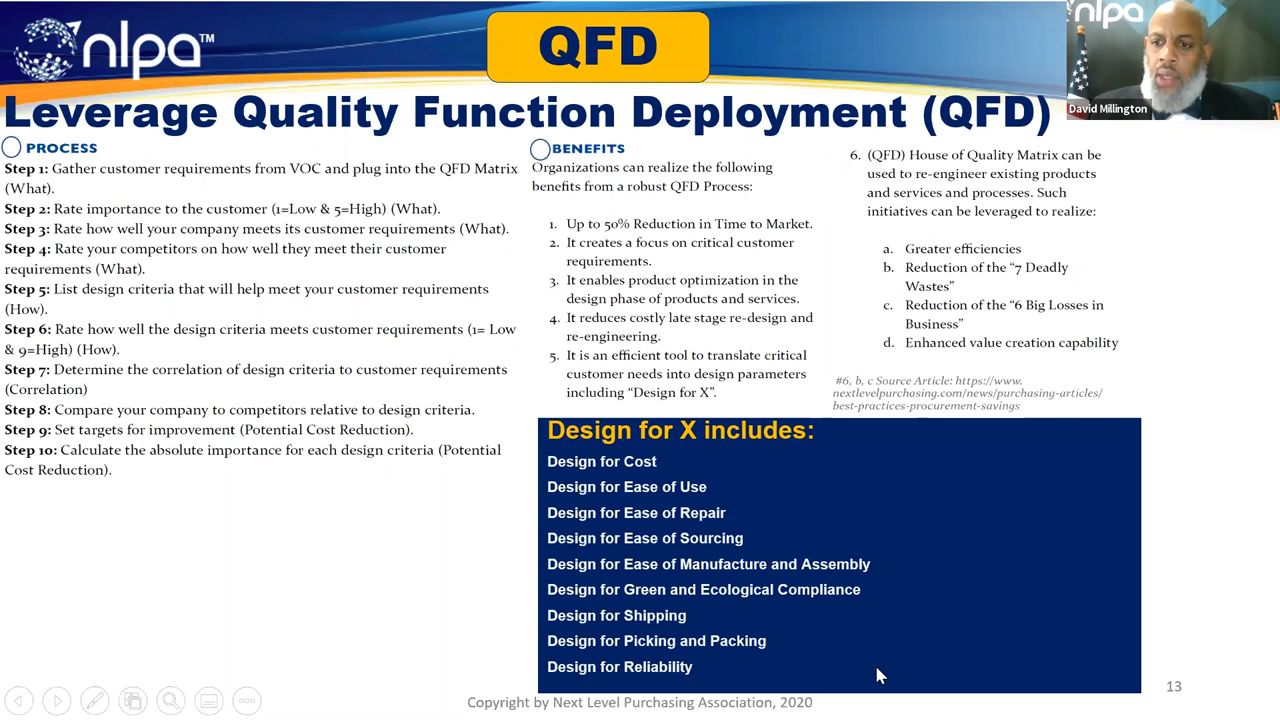 nlpa™
QFD
nlpa
David Millington
Leverage Quality Function Deployment (QFD)
PROCESS
Step 1: Gather customer requirements from VOC and plug into the QFD Matrix
(What).
Step 2: Rate importance to the customer (1=Low & 5=High) (What).
Step 3: Rate how well your company meets its customer requirements (What).
Step 4: Rate your competitors on how well they meet their customer
requirements (What).
Step 5: List design criteria that will help meet your customer requirements
(How).
Step 6: Rate how well the design criteria meets customer requirements (1= Low
& 9=High) (How).
Step 7: Determine the correlation of design criteria to customer requirements
(Correlation)
Step 8: Compare your company to competitors relative to design criteria.
Step 9: Set targets for improvement (Potential Cost Reduction).
Step 10: Calculate the absolute importance for each design criteria (Potential
Cost Reduction).
BENEFITS
Organizations can realize the following
benefits from a robust QFD Process:
1. Up to 50% Reduction in Time to Market.
2. It creates a focus on critical customer
requirements.
3. It enables product optimization in the
design phase of products and services.
4. It reduces costly late stage re-design and
re-engineering.
5. It is an efficient tool to translate critical
customer needs into design parameters
including “Design for X”.
6. (QFD) House of Quality Matrix can be
used to re-engineer existing products
and services and processes. Such
initiatives can be leveraged to realize:
a. Greater efficiencies
b. Reduction of the “7 Deadly
Wastes”
c. Reduction of the “6 Big Losses in
Business”
d. Enhanced value creation capability
#6, b, c Source Article: https://www.
nextlevelpurchasing.com/news/purchasing-articles/
best-practices-procurement-savings
Design for X includes:
Design for Cost
Design for Ease of Use
Design for Ease of Repair
Design for Ease of Sourcing
Design for Ease of Manufacture and Assembly
Design for Green and Ecological Compliance
Design for Shipping
Design for Picking and Packing
Design for Reliability
Copyright by Next Level Purchasing Association, 2020
13